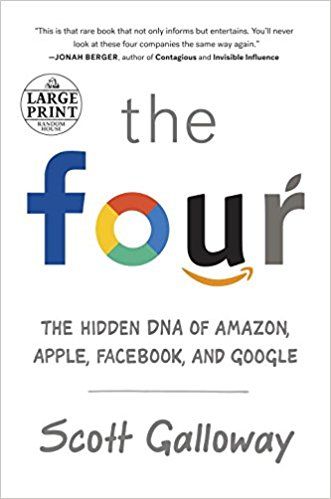 "This is that rare book that not only informs but entertains. You'll never
look at these four companies the same way again."
—JONAH BERGER, author of Contagious and Invisible Influence
LARGE
PRINT
RANDOM
HOUSE
the
four
THE HIDDEN DNA OF AMAZON,
APPLE, FACEBOOK, AND GOOGLE
Scott Galloway